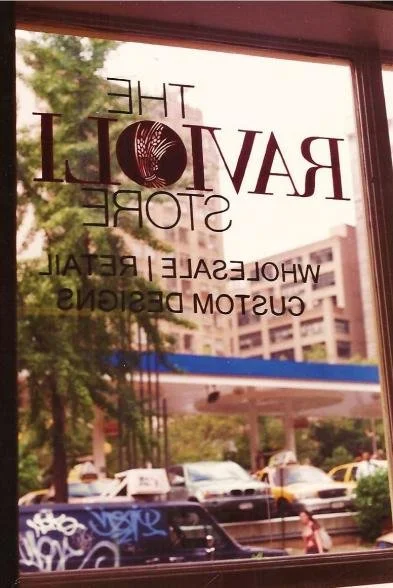 THE
RAVIOLI
STORE
WHOLESALE | RETAIL
CUSTOM DESIGNS